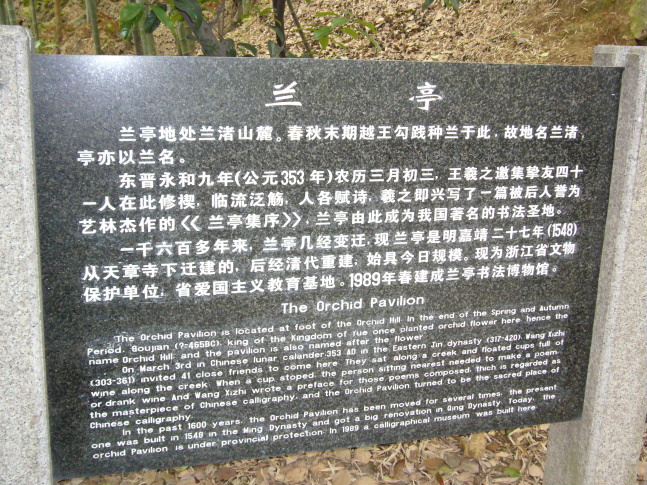 兰亭
兰亭地处兰渚山麓。春秋末期越王勾践种兰于此，故地名兰渚，
亭亦以兰名。
东晋永和九年(公元353年)农历三月初三，王羲之邀集挚友四十
一人在此修禊，临流泛觞，人各赋诗，羲之即兴写了一篇被后人誉为
艺林杰作的《《兰亭集序》》，兰亭由此成为我国著名的书法圣地。
一千六百多年来，兰亭几经变迁，现兰亭是明嘉靖二十七年(1548)
从天章寺下迁建的，后经清代重建，始具今日规模。现为浙江省文物
保护单位，省爱国主义教育基地。1989年春建成兰亭书法博物馆。
The Orchid Pavilion
The Orchid Pavilion is located at foot of the Orchid Hill. In the end of the Spring and Autumn
Period, Goujian (?-465BC), king of the Kingdom of Yue once planted orchid flower here, hence the
name Orchid Hill, and the pavilion is also named after the flower.
On March 3rd in Chinese lunar calander,353 AD in the Eastern Jin dynasty (317-420), Wang Xizhi
(303-361) invited 41 close friends to come here. They sat along a creek and floated cups full of
wine along the creek. When a cup stoped, the person sitting nearest needed to make a poem
or drank wine. And Wang Xizhi wrote a preface for those poems composed, thich is regarded as
the masterpiece of Chinese calligraphy, and the Orchid Pavilion turned to be the sacred place of
Chinese calligraphy.
In the past 1600 years, the Orchid Pavilion has been moved for several times, the present
one was built in 1548 in the Ming Dynasty and got a big renovation in Qing Dynasty. Today, the
orchid Pavilion is under provincial protection. In 1989 a calligraphical museum was built here.